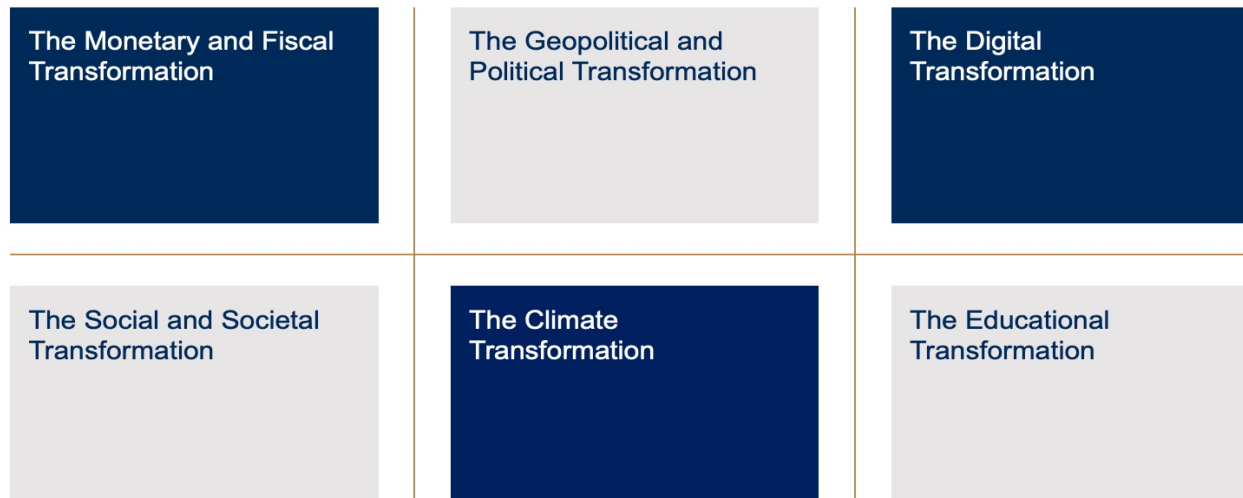 The Monetary and Fiscal
Transformation
The Geopolitical and
Political Transformation
The Digital
Transformation
The Social and Societal
Transformation
The Climate
Transformation
The Educational
Transformation